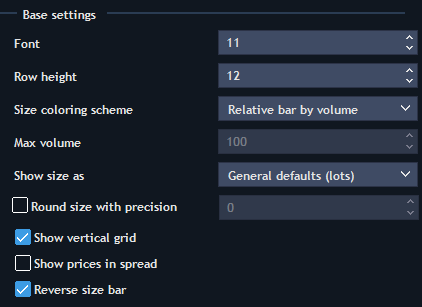 Base settings
Font 11
Row height 12
Size coloring scheme Relative bar by volume
Max volume 100
Show size as General defaults (lots)
Round size with precision 0
Show vertical grid
Show prices in spread
Reverse size bar